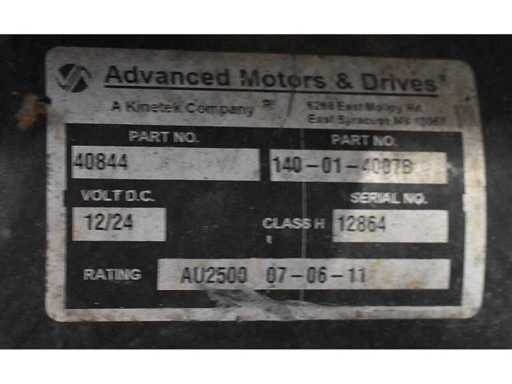 Advanced Motors & Drives®
A Kinetek Company
6268 East Molloy Rd.
East Syracuse NY 13057
PART NO. PART NO.
40844 140-01-4007B
VOLT D.C. SERIAL NO.
12/24 CLASS H 12864
RATING AU2500 07-06-11